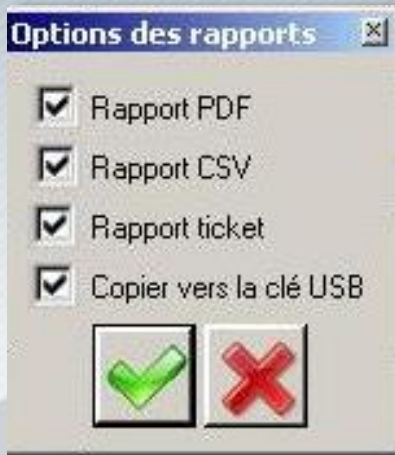 Options des rapports
Rapport PDF
Rapport CSV
Rapport ticket
Copier vers la clé USB